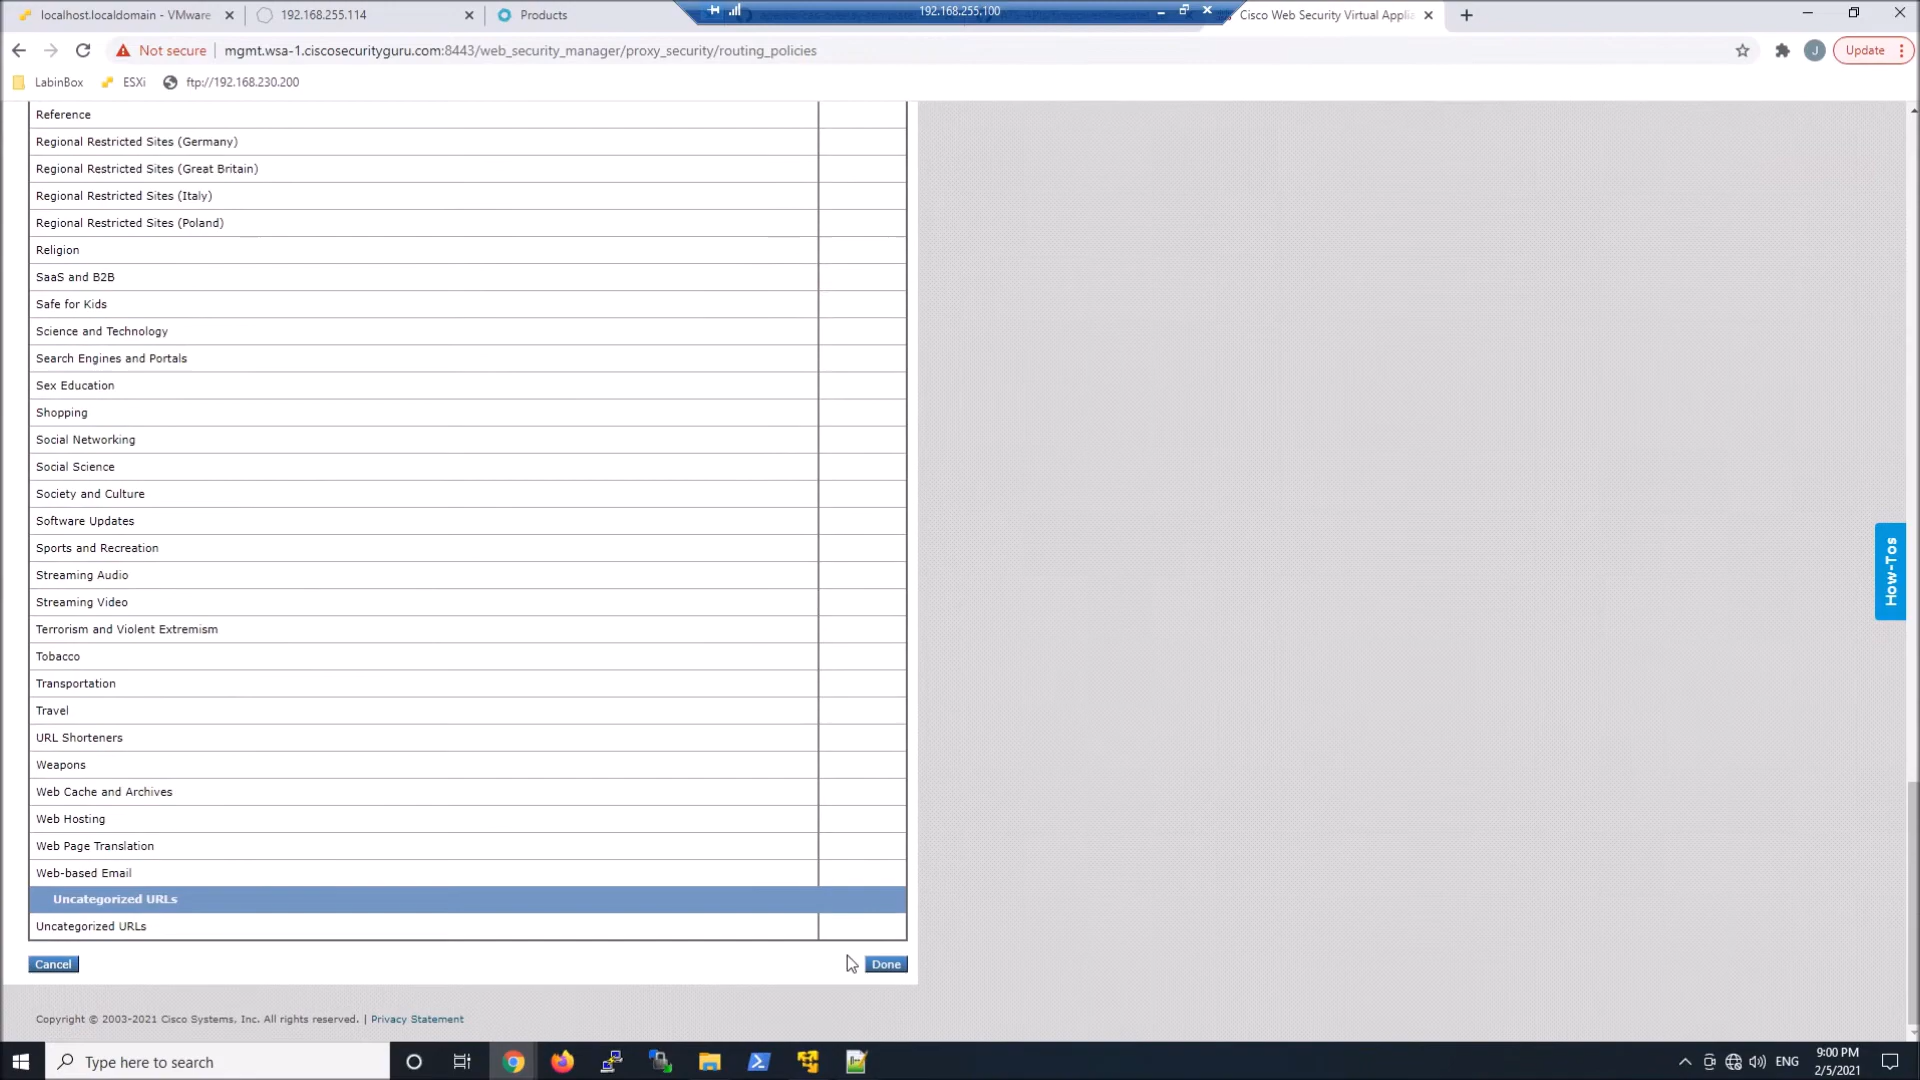 localhost.localdomain - VMware
192.168.255.114
Products
192.168.255.100
Cisco Web Security Virtual Applia
Not secure
mgmt.wsa-1.ciscosecurityguru.com:8443/web_security_manager/proxy_security/routing_policies
J
Update
LabinBox
ESXi
ftp://192.168.230.200
Reference
Regional Restricted Sites (Germany)
Regional Restricted Sites (Great Britain)
Regional Restricted Sites (Italy)
Regional Restricted Sites (Poland)
Religion
SaaS and B2B
Safe for Kids
Science and Technology
Search Engines and Portals
Sex Education
Shopping
Social Networking
Social Science
Society and Culture
Software Updates
Sports and Recreation
Streaming Audio
Streaming Video
Terrorism and Violent Extremism
Tobacco
Transportation
Travel
URL Shorteners
Weapons
Web Cache and Archives
Web Hosting
Web Page Translation
Web-based Email
Uncategorized URLs
Uncategorized URLs
Cancel
Done
How-Tos
Copyright © 2003-2021 Cisco Systems, Inc. All rights reserved. | Privacy Statement
Type here to search
ENG
9:00 PM
2/5/2021